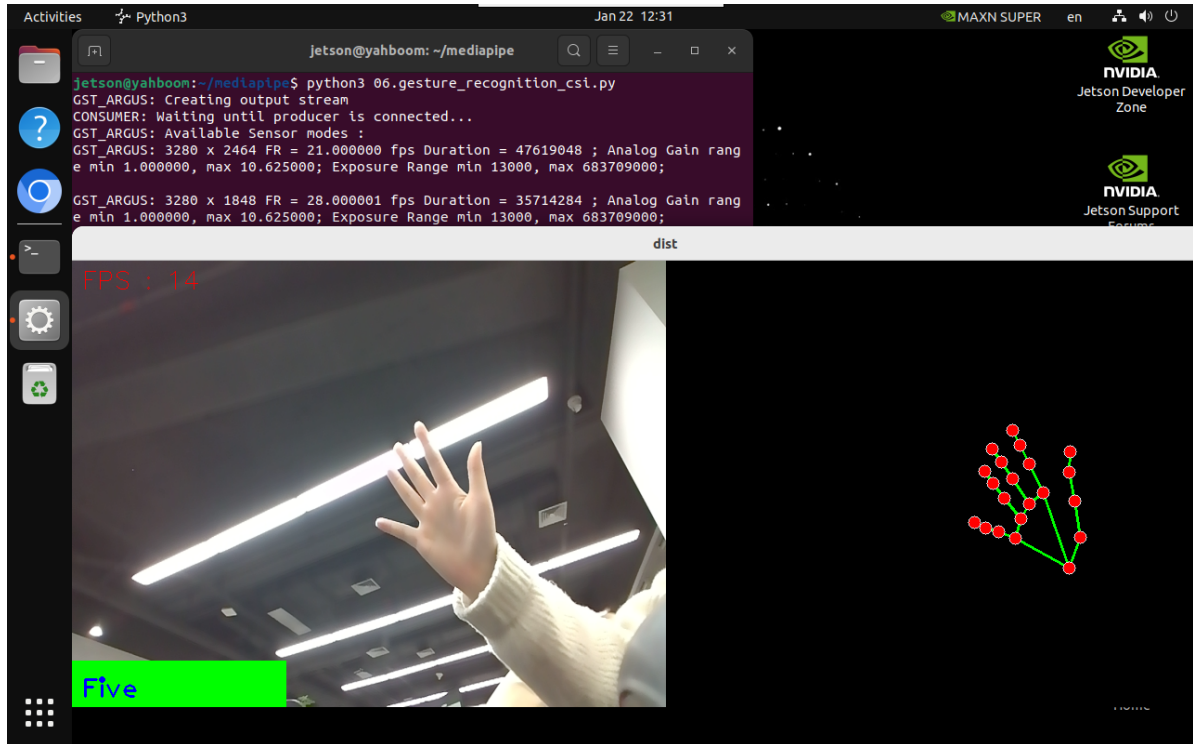 Activities
Python3
Jan 22 12:31
MAXN SUPER
en
jetson@yahboom: ~/mediapipe
jetson@yahboom:~/mediapipe$ python3 06.gesture_recognition_csi.py
GST_ARGUS: Creating output stream
CONSUMER: Waiting until producer is connected...
GST_ARGUS: Available Sensor modes :
GST_ARGUS: 3280 x 2464 FR = 21.000000 fps Duration = 47619048 ; Analog Gain rang
e min 1.000000, max 10.625000; Exposure Range min 13000, max 683709000;
GST_ARGUS: 3280 x 1848 FR = 28.000001 fps Duration = 35714284 ; Analog Gain rang
e min 1.000000, max 10.625000; Exposure Range min 13000, max 683709000;
NVIDIA.
Jetson Developer
Zone
NVIDIA.
Jetson Support
dist
FPS : 14
Five